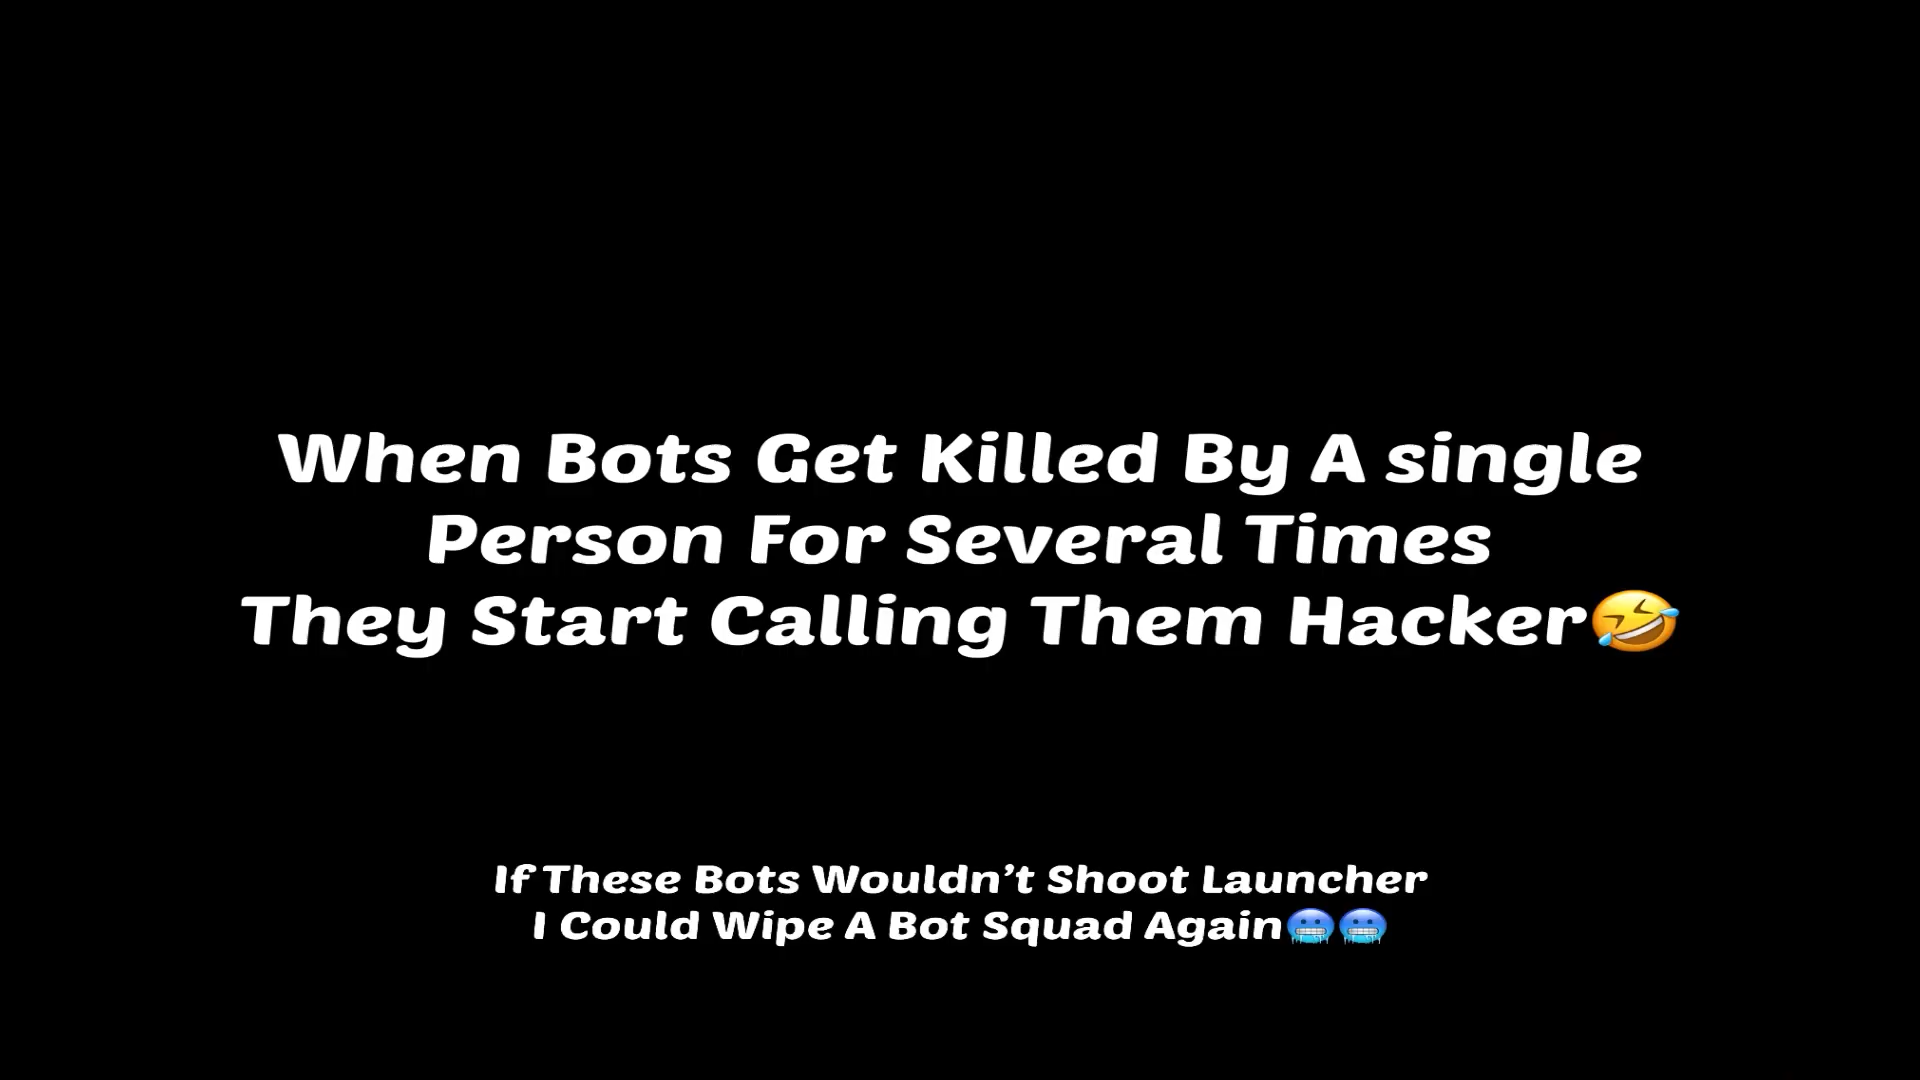 When Bots Get Killed By A single
Person For Several Times
They Start Calling Them Hacker🤣
If These Bots Wouldn’t Shoot Launcher
I Could Wipe A Bot Squad Again🥶🥶